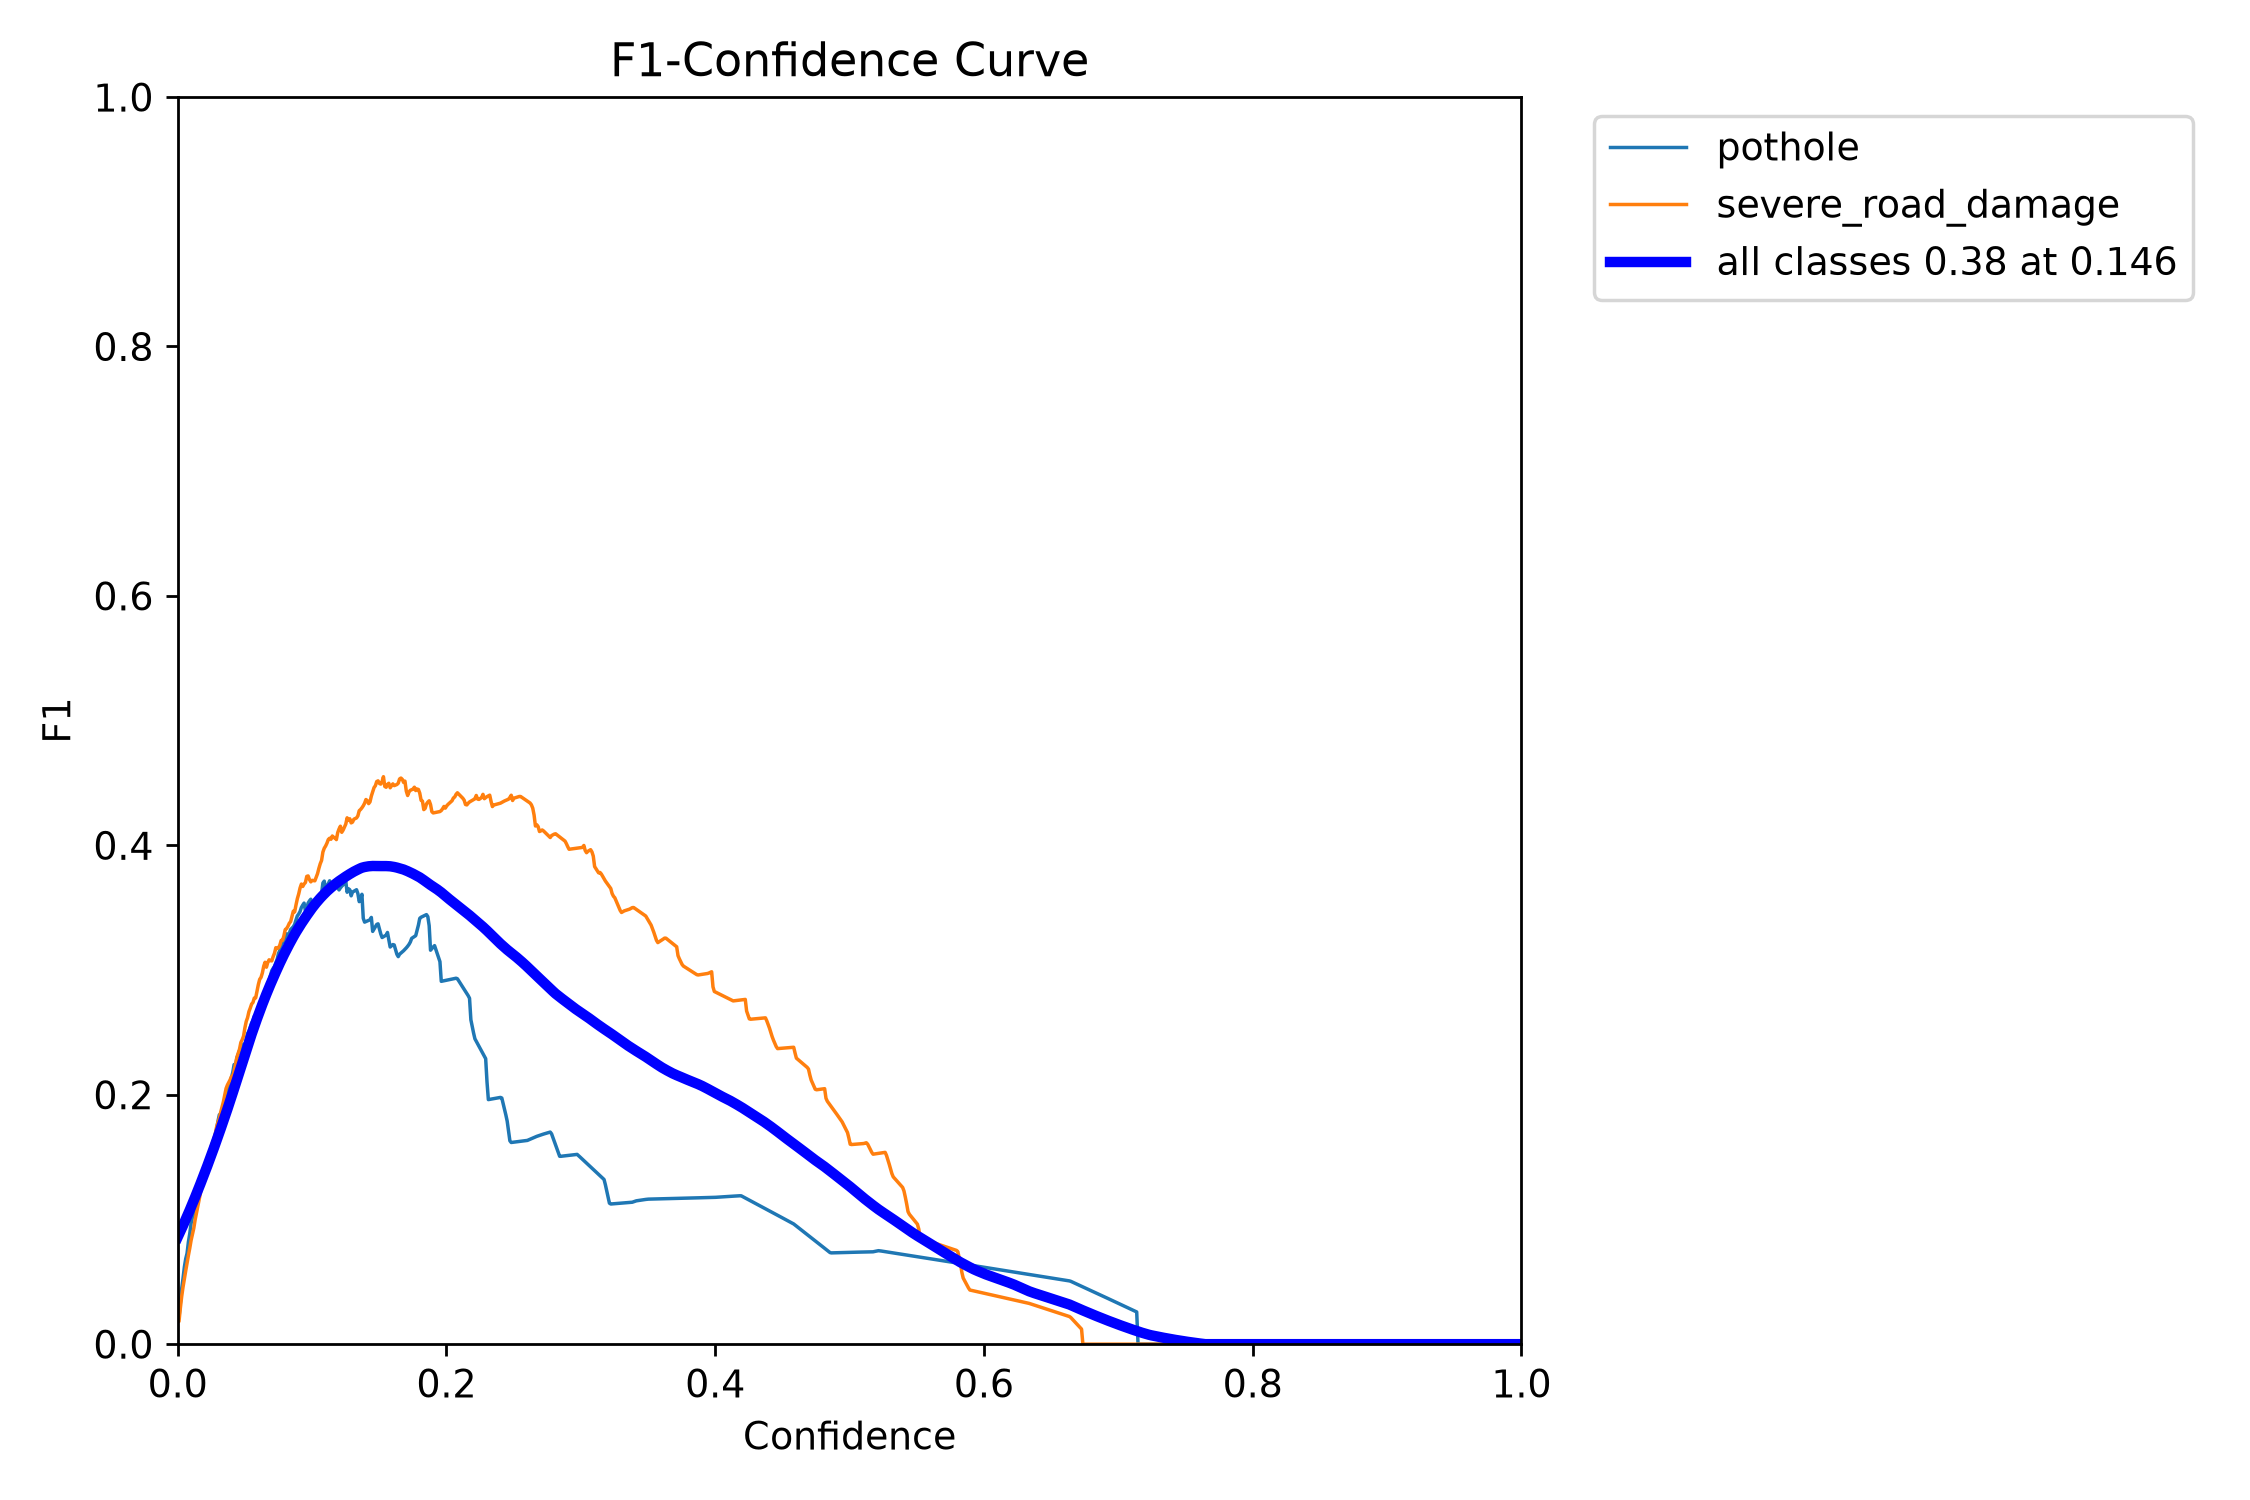 F1-Confidence Curve
1.0
0.8
0.6
0.4
0.2
0.0
F1
0.0 0.2 0.4 0.6 0.8 1.0
Confidence
pothole
severe_road_damage
all classes 0.38 at 0.146